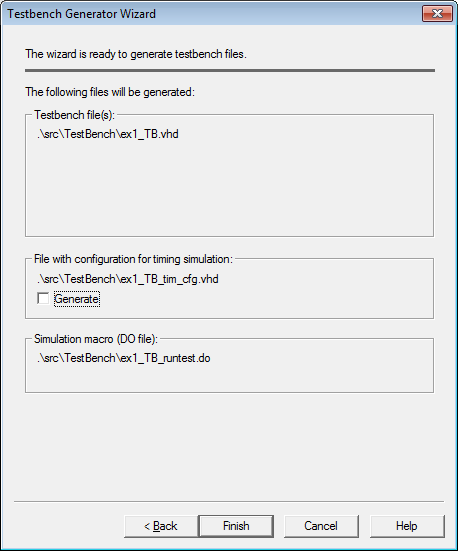 Testbench Generator Wizard
The wizard is ready to generate testbench files.
The following files will be generated:
Testbench file(s):
.\src\TestBench\ex1_TB.vhd
File with configuration for timing simulation:
.\src\TestBench\ex1_TB_tim_cfg.vhd
Generate
Simulation macro (DO file):
.\src\TestBench\ex1_TB_runtest.do
< Back Finish Cancel Help